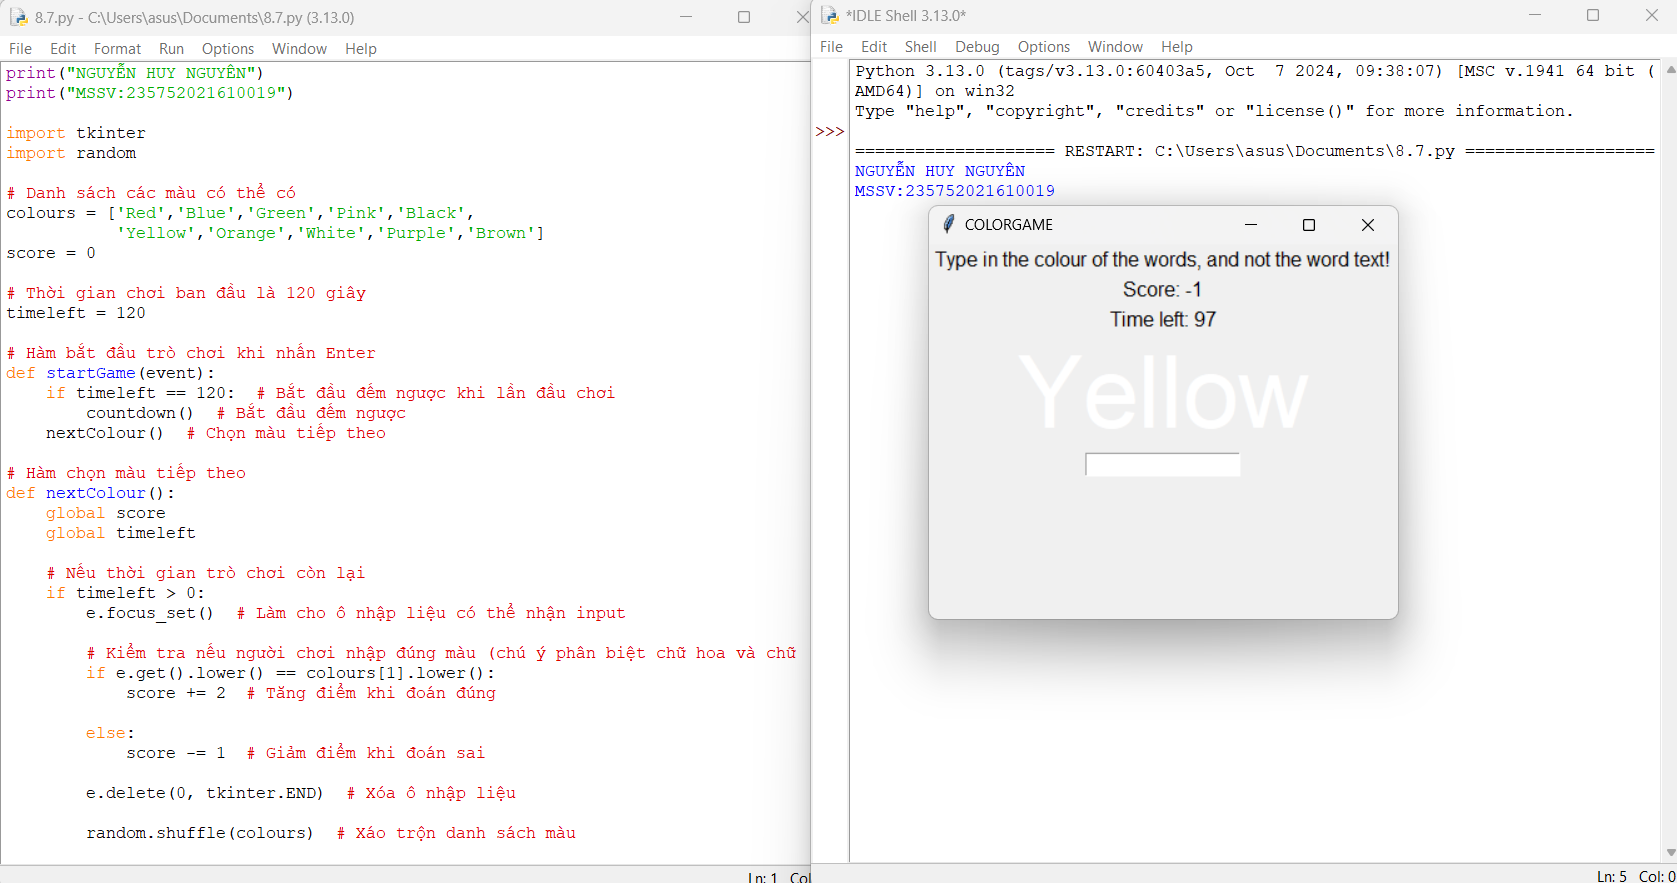 8.7.py - C:\Users\asus\Documents\8.7.py (3.13.0)
File Edit Format Run Options Window Help
print("NGUYỄN HUY NGUYÊN")
print("MSSV:235752021610019")
import tkinter
import random
# Danh sách các màu có thể có
colours = ['Red','Blue','Green','Pink','Black',
'Yellow','Orange','White','Purple','Brown']
score = 0
# Thời gian chơi ban đầu là 120 giây
timeleft = 120
# Hàm bắt đầu trò chơi khi nhấn Enter
def startGame(event):
if timeleft == 120:  # Bắt đầu đếm ngược khi lần đầu chơi
countdown()  # Bắt đầu đếm ngược
nextColour()  # Chọn màu tiếp theo
# Hàm chọn màu tiếp theo
def nextColour():
global score
global timeleft
# Nếu thời gian trò chơi còn lại
if timeleft > 0:
e.focus_set()  # Làm cho ô nhập liệu có thể nhận input
# Kiểm tra nếu người chơi nhập đúng màu (chú ý phân biệt chữ hoa và chữ
if e.get().lower() == colours[1].lower():
score += 2  # Tăng điểm khi đoán đúng
else:
score -= 1  # Giảm điểm khi đoán sai
e.delete(0, tkinter.END)  # Xóa ô nhập liệu
random.shuffle(colours)  # Xáo trộn danh sách màu
Ln: 1 Col
*IDLE Shell 3.13.0*
File Edit Shell Debug Options Window Help
Python 3.13.0 (tags/v3.13.0:60403a5, Oct  7 2024, 09:38:07) [MSC v.1941 64 bit (
AMD64)] on win32
Type "help", "copyright", "credits" or "license()" for more information.
>>>
==================== RESTART: C:\Users\asus\Documents\8.7.py ===================
NGUYỄN HUY NGUYÊN
MSSV:235752021610019
COLORGAME
Type in the colour of the words, and not the word text!
Score: -1
Time left: 97
Yellow
Ln: 5 Col: 0